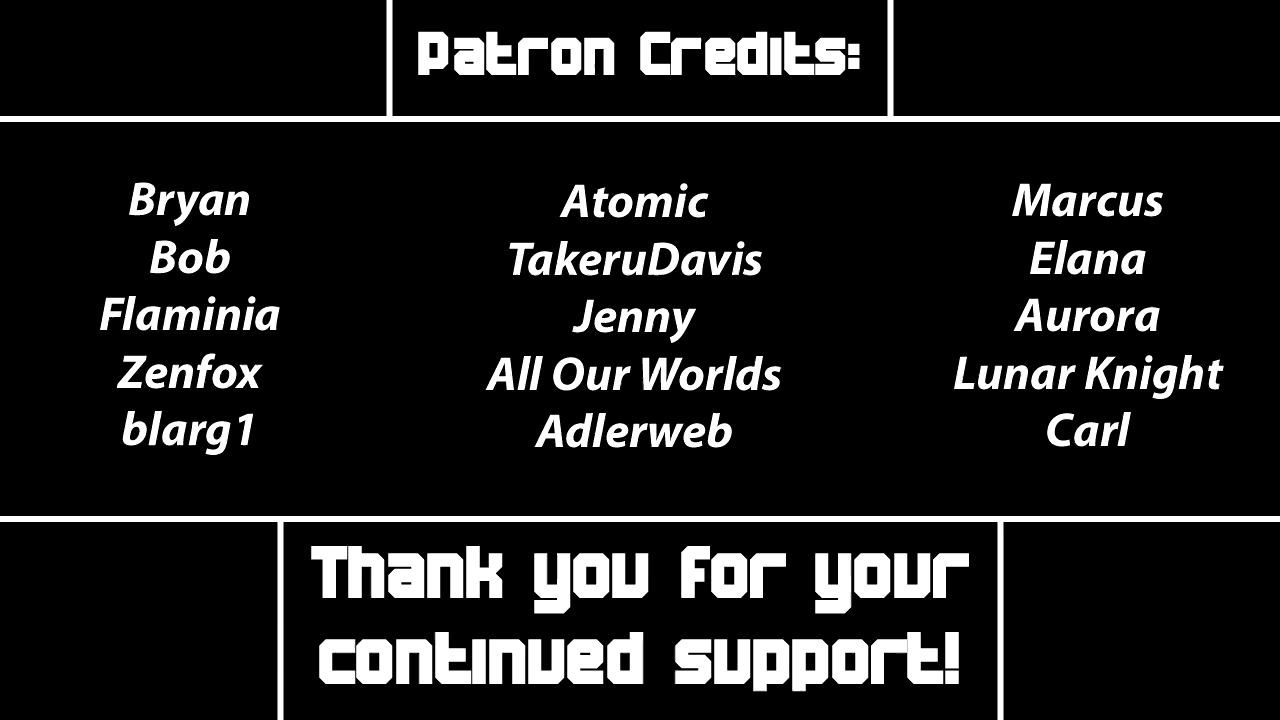 Patron Credits:
Bryan
Bob
Flaminia
Zenfox
blarg1
Atomic
TakeruDavis
Jenny
All Our Worlds
Adlerweb
Marcus
Elana
Aurora
Lunar Knight
Carl
Thank you for your
continued support!